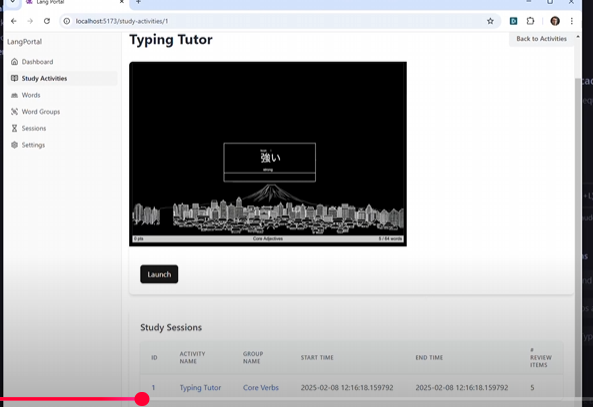 Lang Portal
localhost:5173/study-activities/1
LangPortal
Dashboard
Study Activities
Words
Word Groups
Sessions
Settings
Typing Tutor
Back to Activities
強い
strong
0 pts
Core Adjectives
Launch
Study Sessions
ID
ACTIVITY NAME
GROUP NAME
START TIME
END TIME
# REVIEW ITEMS
1
Typing Tutor
Core Verbs
2025-02-08 12:16:18.159792
2025-02-08 12:16:18.159792
5